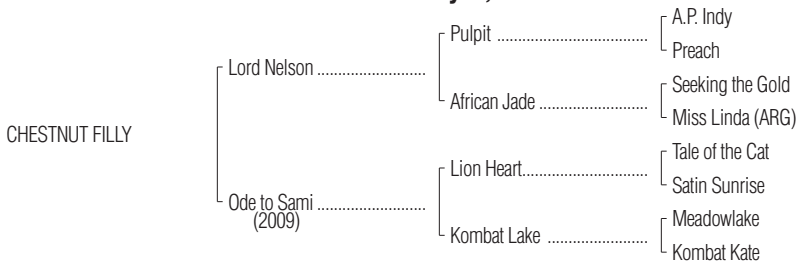 A.P. Indy
Pulpit ..........................................
Preach
Lord Nelson ..............................
Seeking the Gold
African Jade ..............................
Miss Linda (ARG)
CHESTNUT FILLY
Tale of the Cat
Lion Heart...................................
Satin Sunrise
Ode to Sami ..............................
(2009)
Meadowlake
Kombat Lake ............................
Kombat Kate